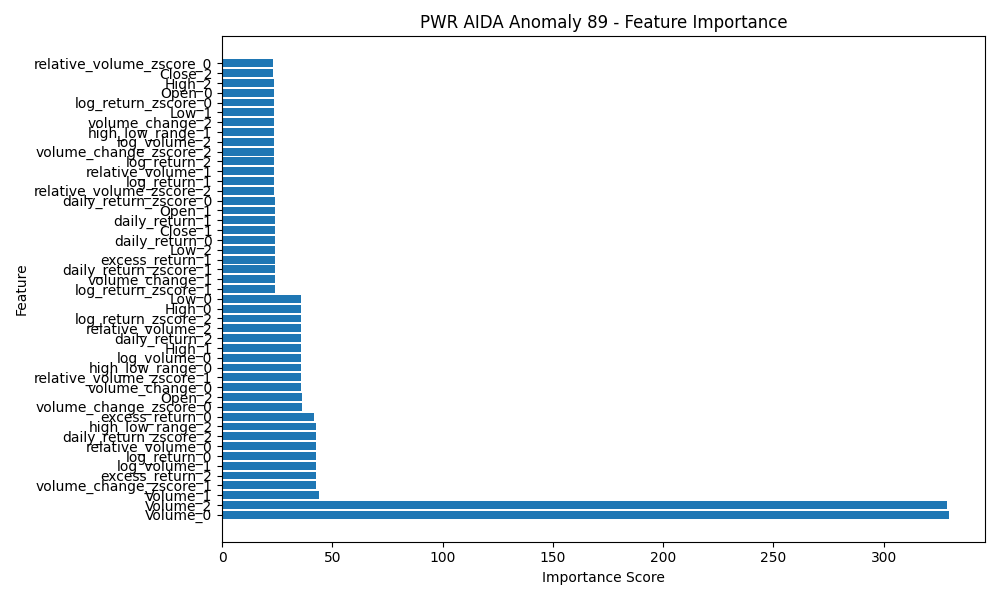 PWR AIDA Anomaly 89 - Feature Importance
relative_volume_zscore_0
Close_2
High_2
Open_0
log_return_zscore_0
Low_1
volume_change_2
high_low_range_1
log_volume_2
volume_change_zscore_2
log_return_2
relative_volume_1
log_return_1
relative_volume_zscore_2
daily_return_zscore_0
Open_1
daily_return_1
Close_1
daily_return_0
Low_2
excess_return_1
daily_return_zscore_1
volume_change_1
log_return_zscore_1
Low_0
High_0
log_return_zscore_2
relative_volume_2
daily_return_2
High_1
log_volume_0
high_low_range_0
relative_volume_zscore_1
volume_change_0
Open_2
volume_change_zscore_0
excess_return_0
high_low_range_2
daily_return_zscore_2
relative_volume_0
log_return_0
log_volume_1
excess_return_2
volume_change_zscore_1
Volume_1
Volume_2
Volume_0
Feature
0 50 100 150 200 250 300
Importance Score